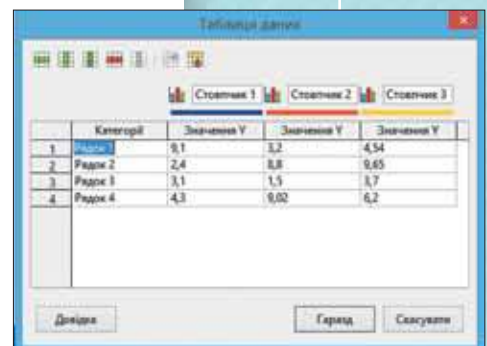 Таблиця даних
Стовпчик 1 Стовпчик 2 Стовпчик 3
Категорії Значення Y Значення Y Значення Y
1 Рядок 1 9,1 3,2 4,54
2 Рядок 2 2,4 8,8 9,65
3 Рядок 3 3,1 1,5 3,7
4 Рядок 4 4,3 9,02 6,2
Довідка Гаразд Скасувати